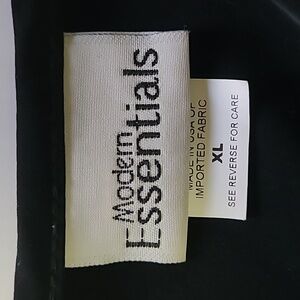 Modern
Essentials
MADE IN USA OF
IMPORTED FABRIC
XL
SEE REVERSE FOR CARE